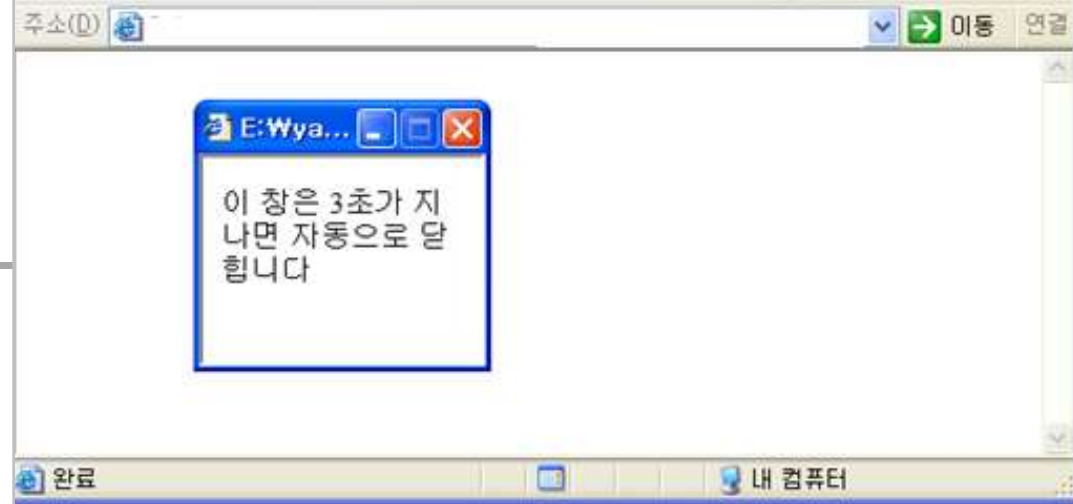 주소(D)
이동 연결
E:\ya...
이 창은 3초가 지
나면 자동으로 닫
힙니다
완료
내 컴퓨터